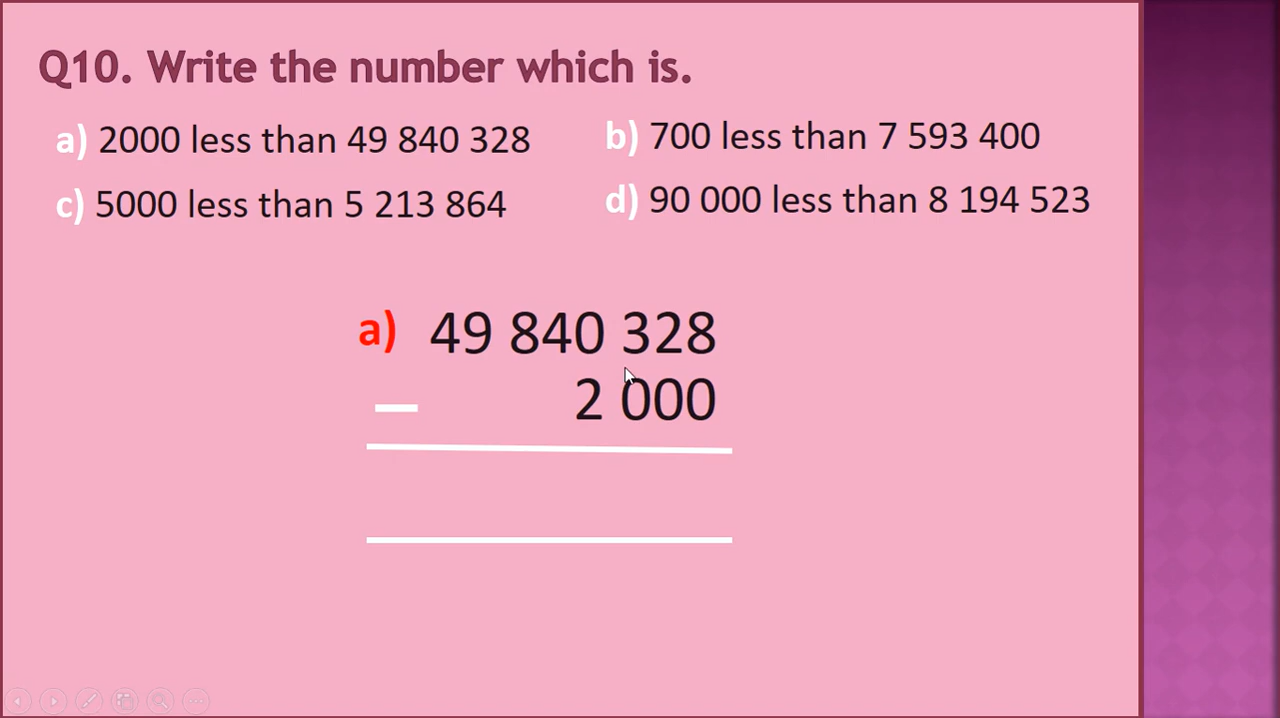 Q10. Write the number which is.
a) 2000 less than 49 840 328
b) 700 less than 7 593 400
c) 5000 less than 5 213 864
d) 90 000 less than 8 194 523
a) 49 840 328
– 2 000